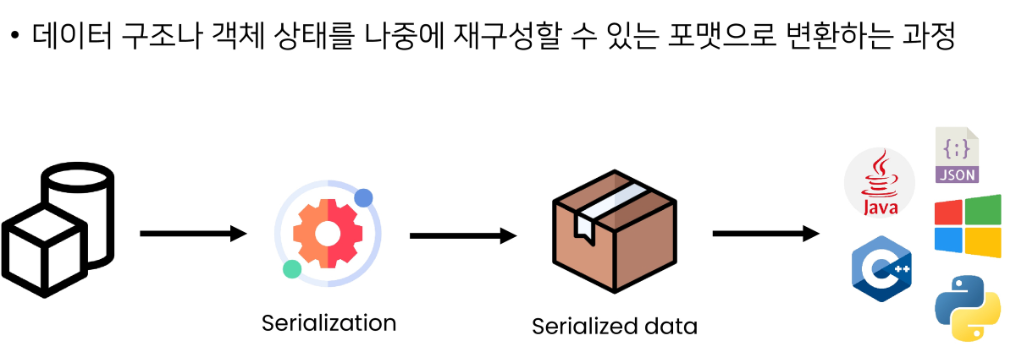 • 데이터 구조나 객체 상태를 나중에 재구성할 수 있는 포맷으로 변환하는 과정
{;}
JSON
Java
C++
Serialization
Serialized data